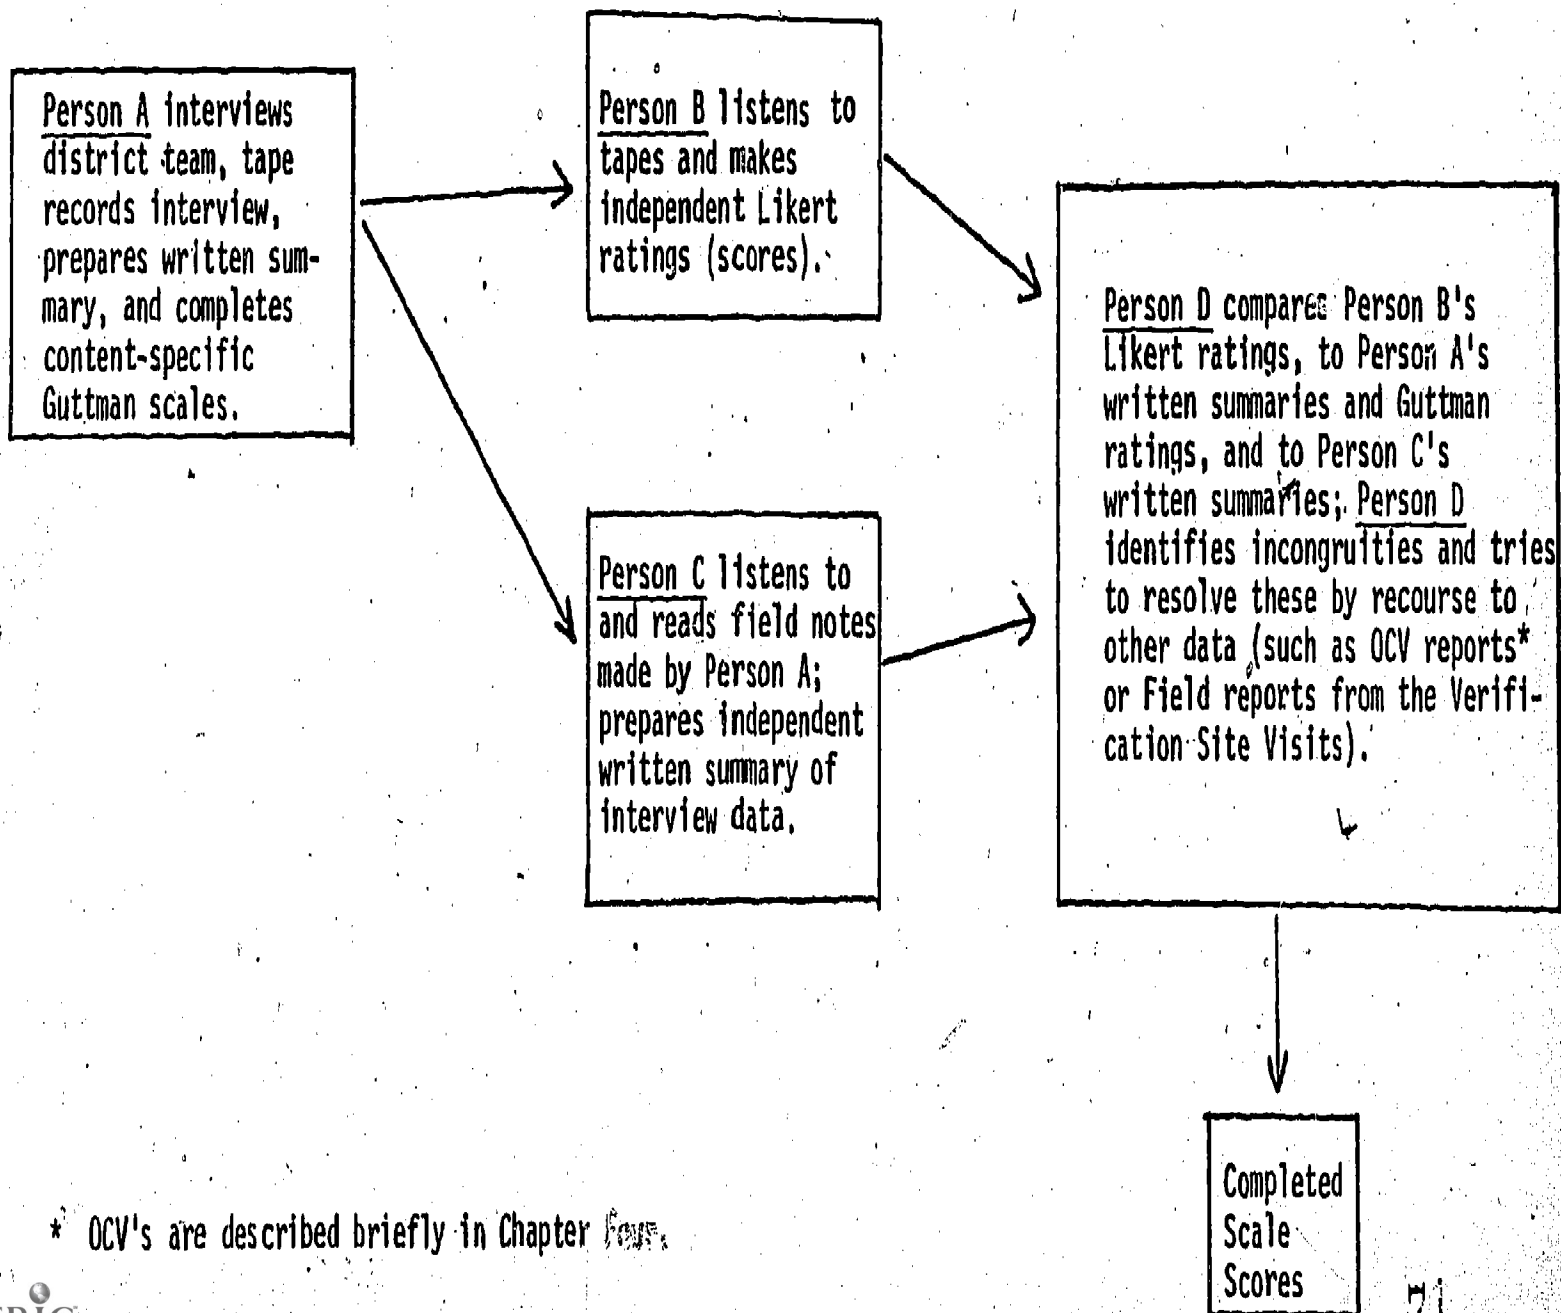 Person A interviews
district team, tape
records interview,
prepares written sum-
mary, and completes
content-specific
Guttman scales.
Person B listens to
tapes and makes
independent Likert
ratings (scores).
Person C listens to
and reads field notes
made by Person A;
prepares independent
written summary of
interview data.
Person D compares Person B's
Likert ratings, to Person A's
written summaries and Guttman
ratings, and to Person C's
written summaries; Person D
identifies incongruities and tries
to resolve these by recourse to
other data (such as OCV reports*
or Field reports from the Verifi-
cation Site Visits).
Completed
Scale
Scores
* OCV's are described briefly in Chapter Four.